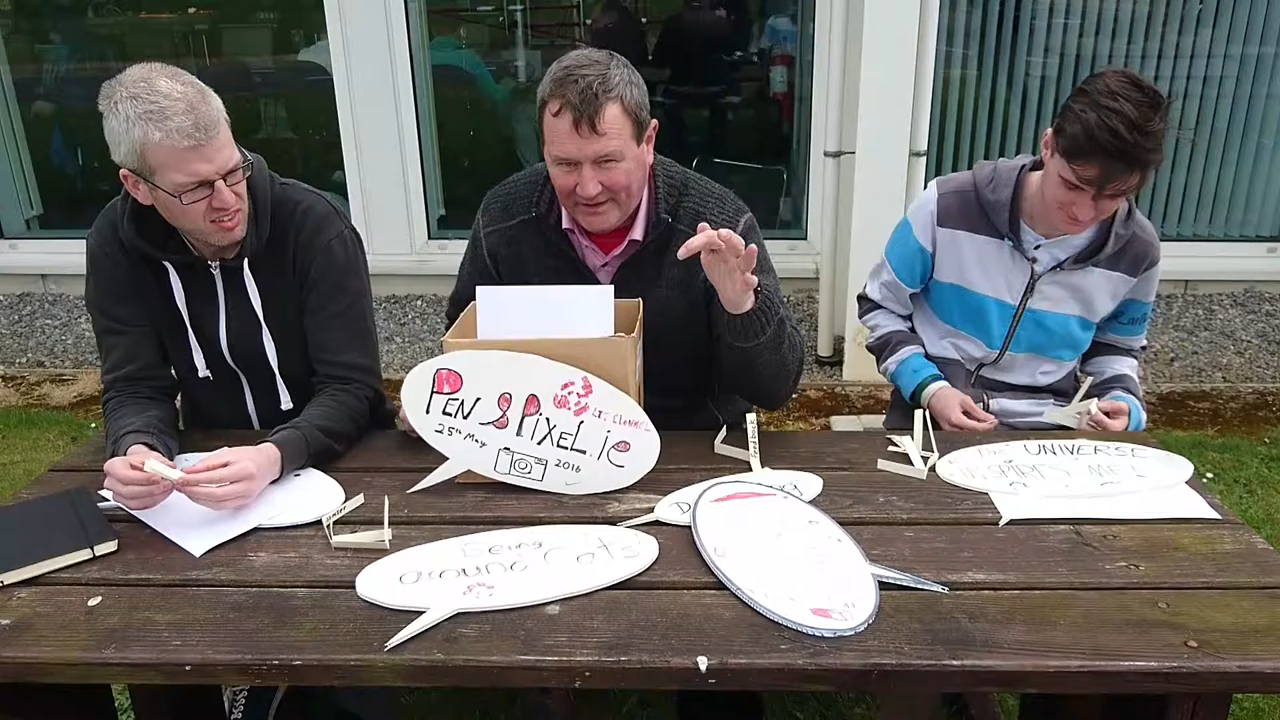 PEN & PIXEL.ie
LIT, CLONMEL
25th May
2016
Feedback
The UNIVERSE
INSPIRES ME!
Being
around Cats